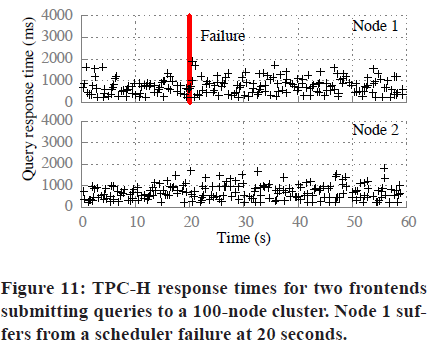 4000
Node 1
3000
Failure
2000
1000
0
Query response time (ms)
4000
Node 2
3000
2000
1000
0
0 10 20 30 40 50 60
Time (s)
Figure 11: TPC-H response times for two frontends
submitting queries to a 100-node cluster. Node 1 suf-
fers from a scheduler failure at 20 seconds.